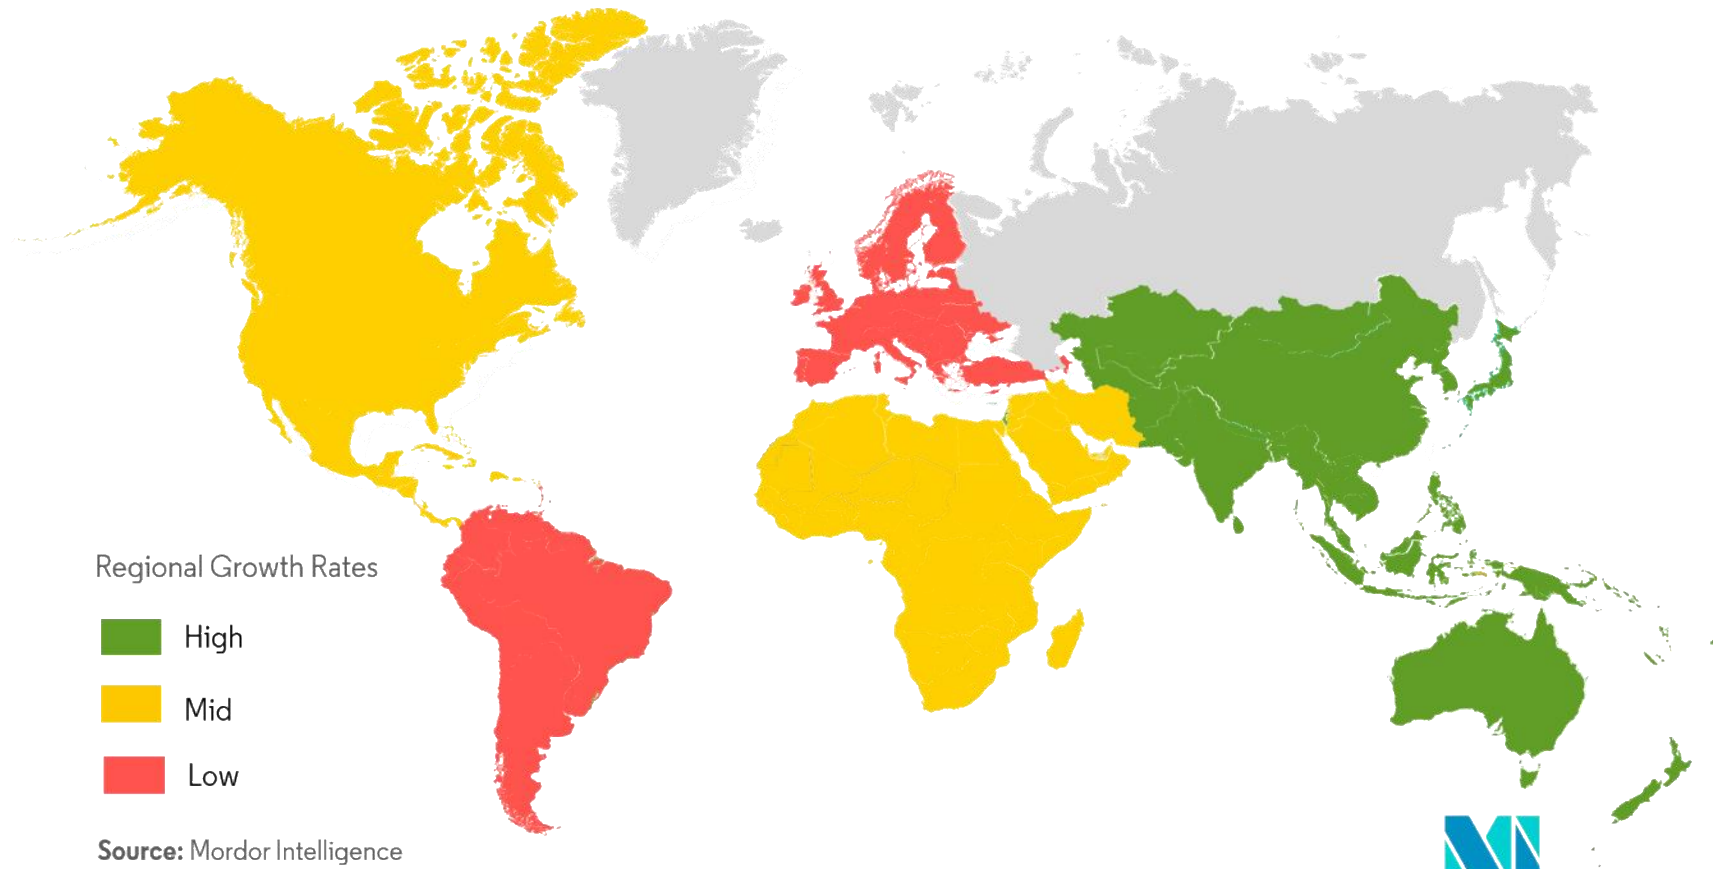 Regional Growth Rates
High
Mid
Low
Source: Mordor Intelligence